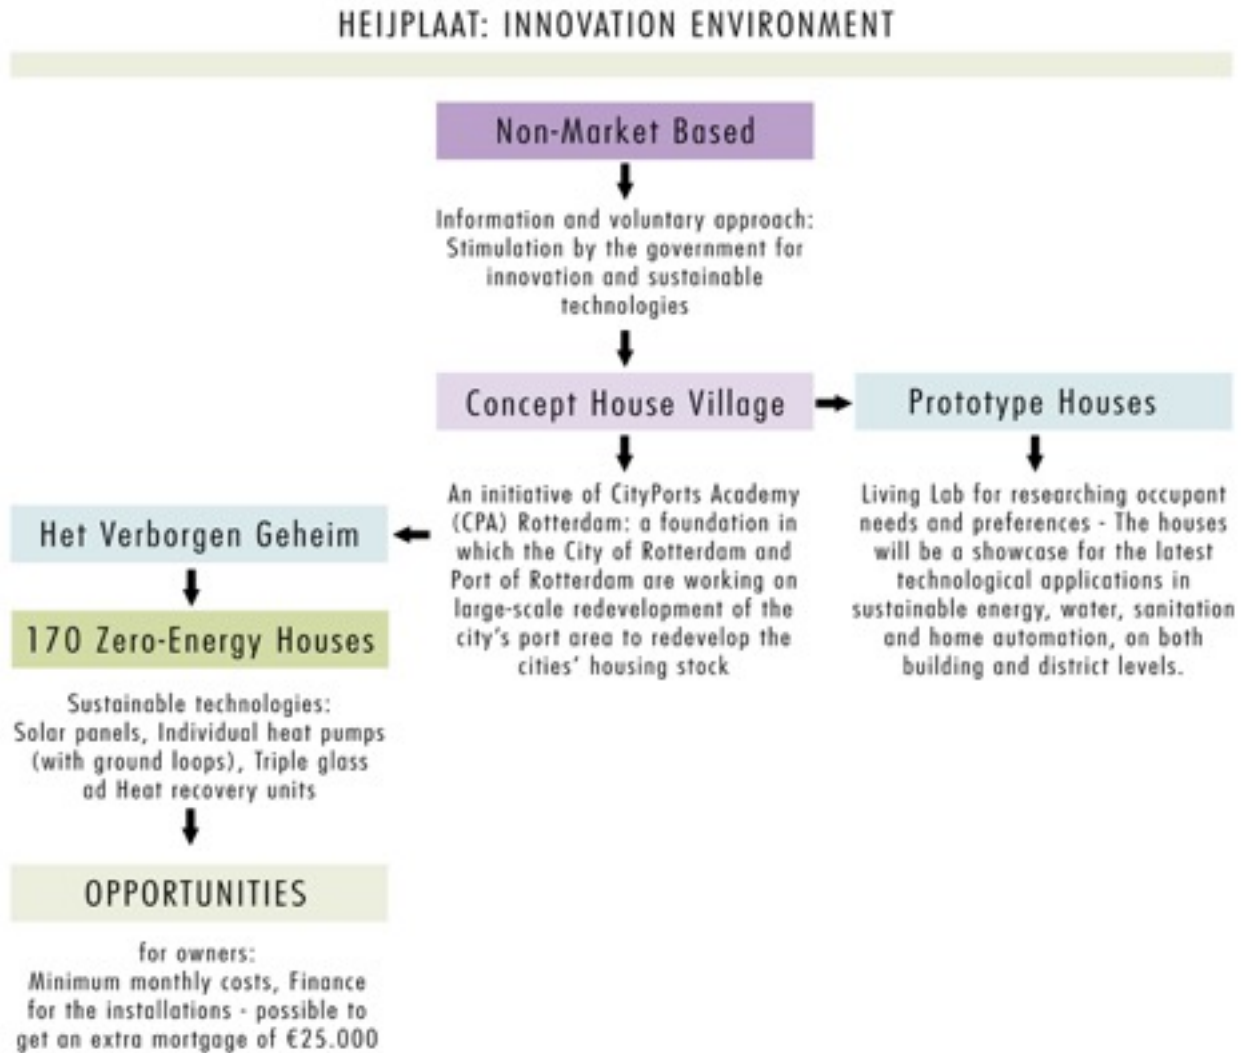 HEIJPLAAT: INNOVATION ENVIRONMENT
Non-Market Based
Information and voluntary approach:
Stimulation by the government for
innovation and sustainable
technologies
Concept House Village
Prototype Houses
An initiative of CityPorts Academy
(CPA) Rotterdam: a foundation in
which the City of Rotterdam and
Port of Rotterdam are working on
large-scale redevelopment of the
city's port area to redevelop the
cities' housing stock
Living Lab for researching occupant
needs and preferences - The houses
will be a showcase for the latest
technological applications in
sustainable energy, water, sanitation
and home automation, on both
building and district levels.
Het Verborgen Geheim
170 Zero-Energy Houses
Sustainable technologies:
Solar panels, Individual heat pumps
(with ground loops), Triple glass
ad Heat recovery units
OPPORTUNITIES
for owners:
Minimum monthly costs, Finance
for the installations - possible to
get an extra mortgage of €25.000